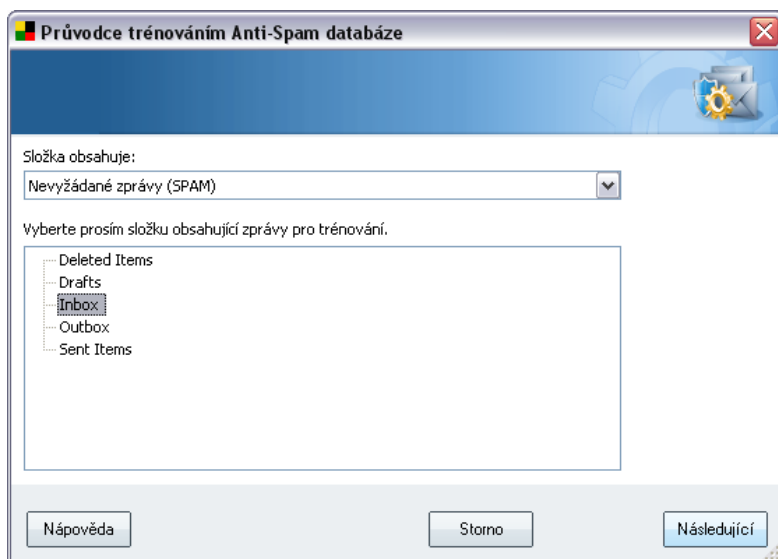 Průvodce trénováním Anti-Spam databáze
Složka obsahuje:
Nevyžádané zprávy (SPAM)
Vyberte prosím složku obsahující zprávy pro trénování.
Deleted Items
Drafts
Inbox
Outbox
Sent Items
Nápověda
Storno
Následující